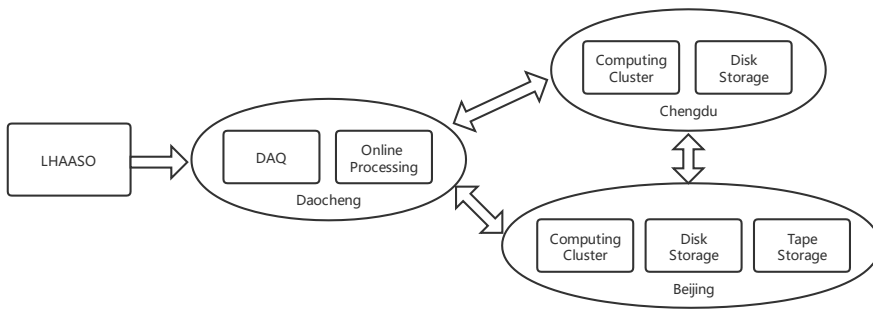 LHAASO
DAQ
Online
Processing
Daocheng
Computing
Cluster
Disk
Storage
Chengdu
Computing
Cluster
Disk
Storage
Tape
Storage
Beijing